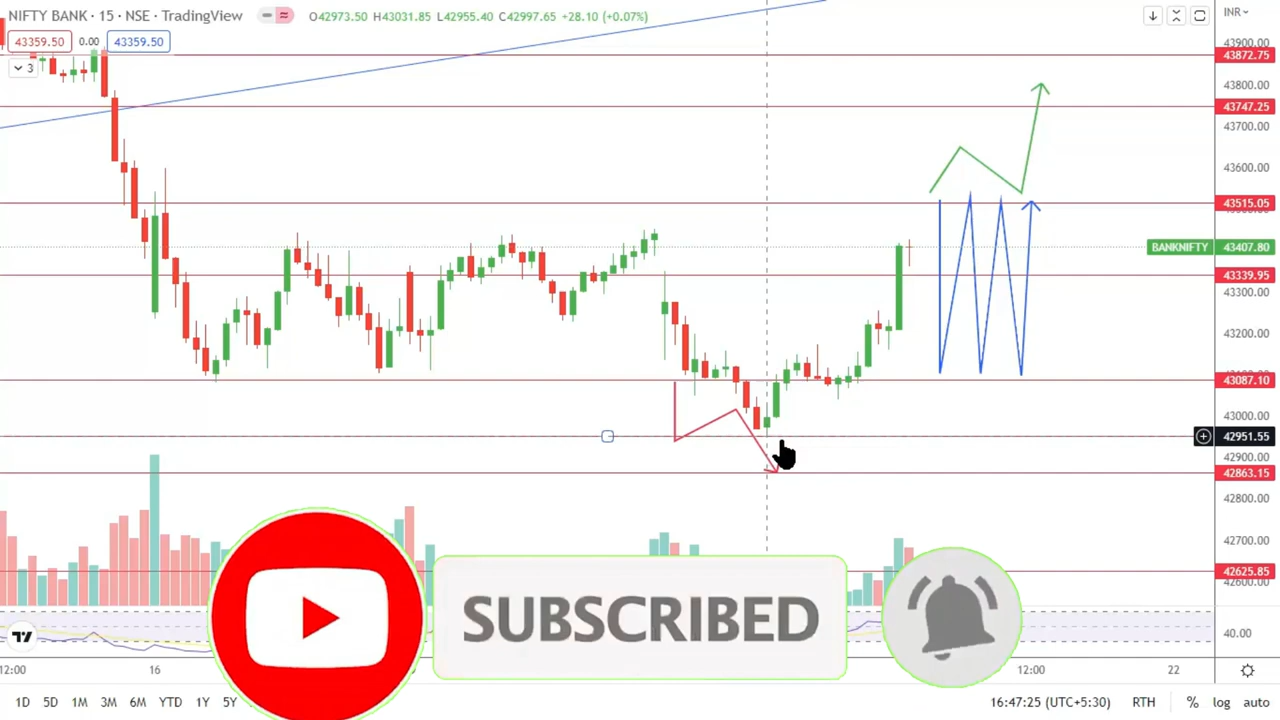 NIFTY BANK · 15 · NSE · TradingView
O42973.50 H43031.85 L42955.40 C42997.65 +28.10 (+0.07%)
INR
43359.50 0.00 43359.50
3
43900.00
43872.75
43800.00
43747.25
43700.00
43600.00
43515.05
BANKNIFTY 43407.80
43339.95
43300.00
43200.00
43087.10
43000.00
42951.55
42900.00
42863.15
42800.00
42700.00
42625.85
42600.00
SUBSCRIBED
40.00
12:00 16 12:00 22
1D 5D 1M 3M 6M YTD 1Y 5Y 16:47:25 (UTC+5:30) RTH % log auto